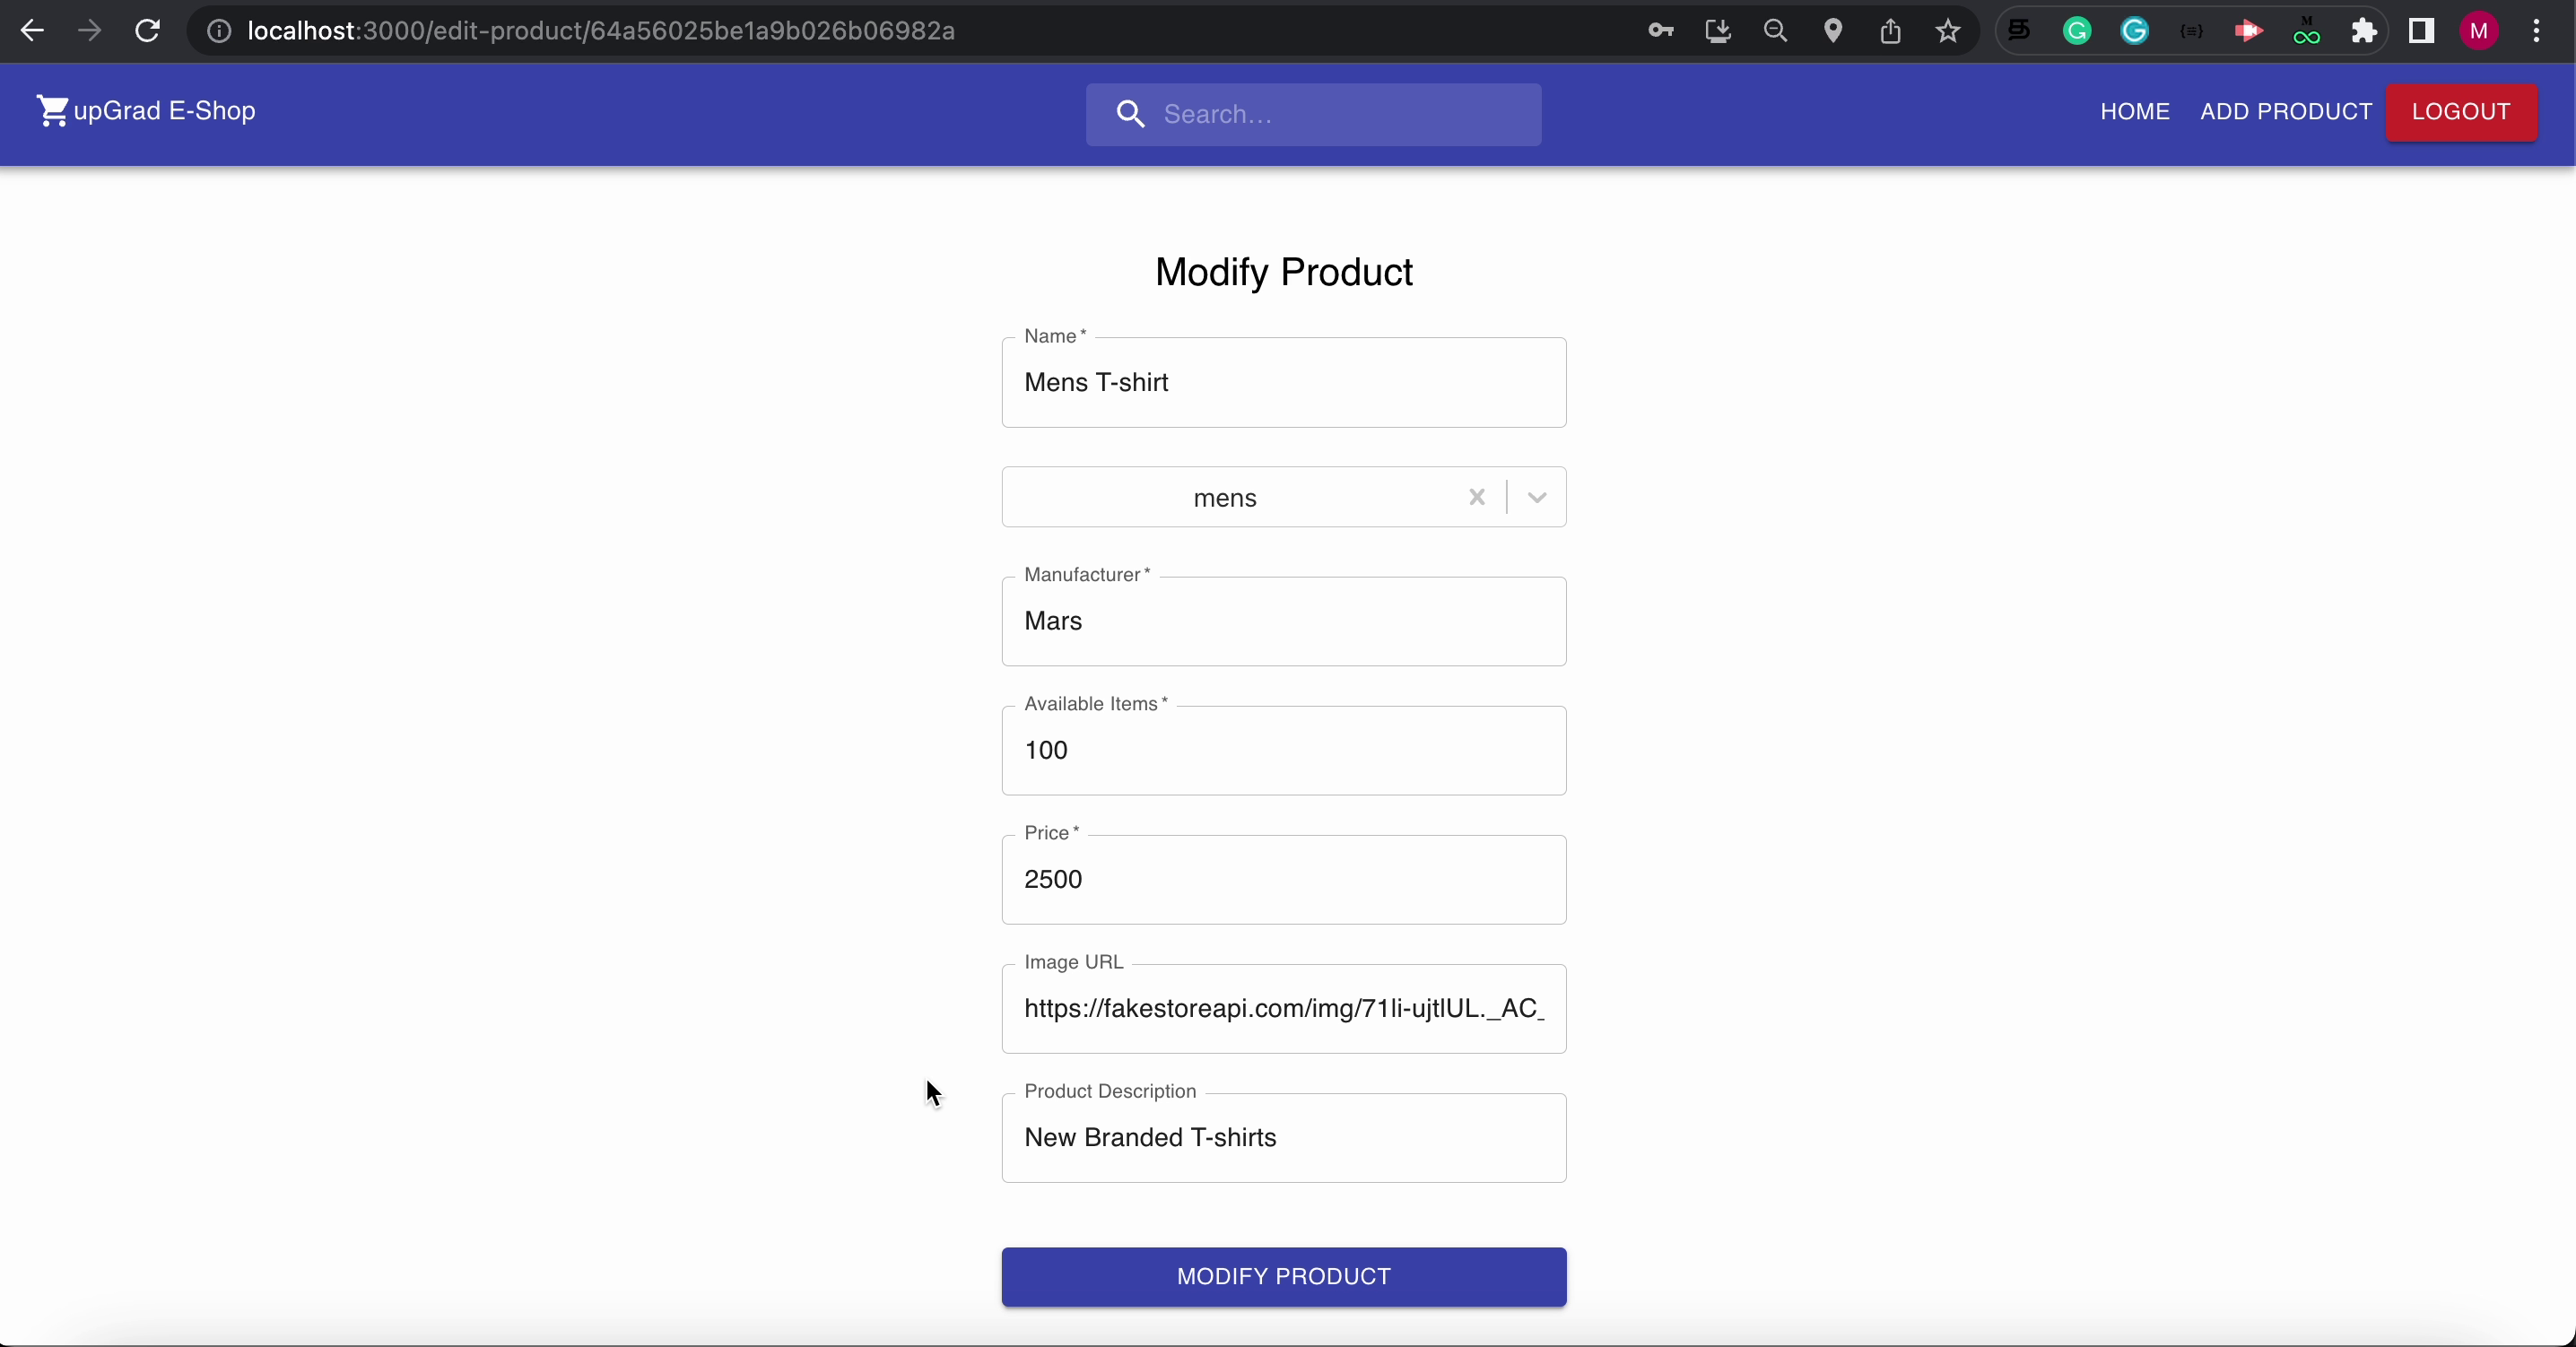 localhost:3000/edit-product/64a56025be1a9b026b06982a
M
M
upGrad E-Shop
Search...
HOME
ADD PRODUCT
LOGOUT
Modify Product
Name *
Mens T-shirt
mens
Manufacturer *
Mars
Available Items *
100
Price *
2500
Image URL
https://fakestoreapi.com/img/71li-ujtlUL._AC_
Product Description
New Branded T-shirts
MODIFY PRODUCT